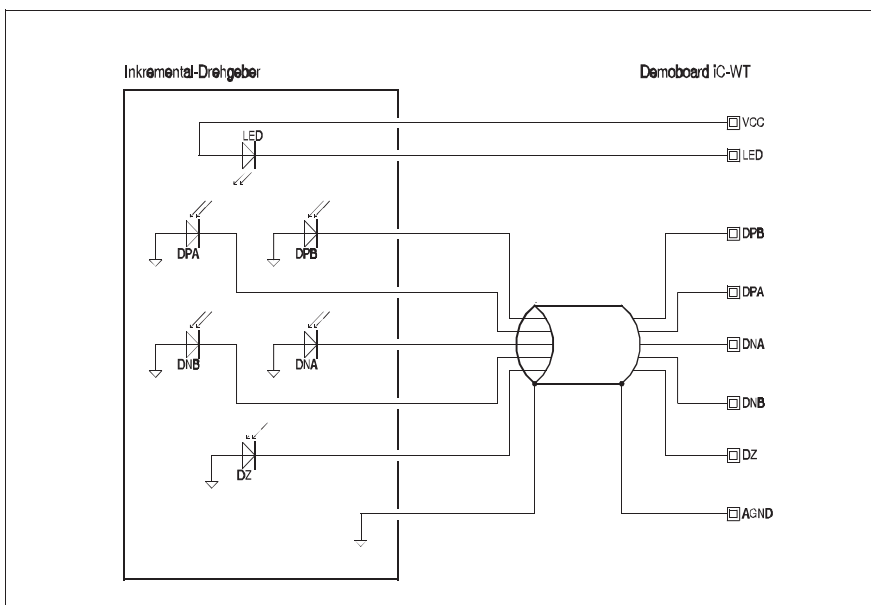 Inkremental-Drehgeber
Demoboard iC-WT
VCC
LED
LED
DPA
DPB
DPB
DPA
DNB
DNA
DNA
DNB
DZ
DZ
AGND